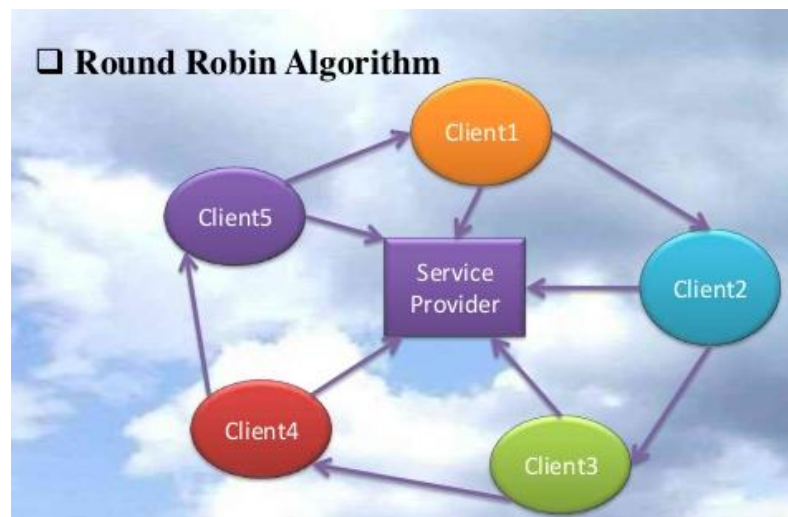 ❑ Round Robin Algorithm
Client1
Client5
Service
Provider
Client2
Client4
Client3